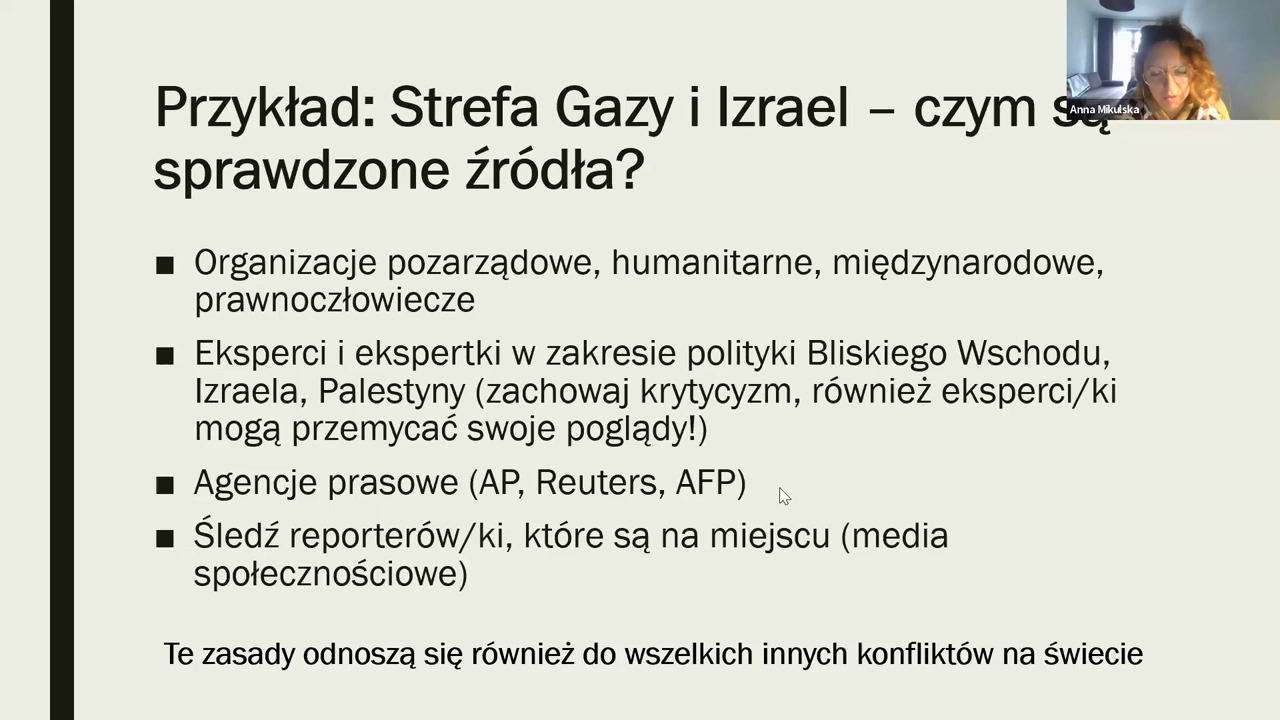 Przykład: Strefa Gazy i Izrael – czym są
sprawdzone źródła?
Anna Mikulska
■ Organizacje pozarządowe, humanitarne, międzynarodowe,
prawnoczłowiecze
■ Eksperci i ekspertki w zakresie polityki Bliskiego Wschodu,
Izraela, Palestyny (zachowaj krytycyzm, również eksperci/ki
mogą przemycać swoje poglądy!)
■ Agencje prasowe (AP, Reuters, AFP)
■ Śledź reporterów/ki, które są na miejscu (media
społecznościowe)
Te zasady odnoszą się również do wszelkich innych konfliktów na świecie